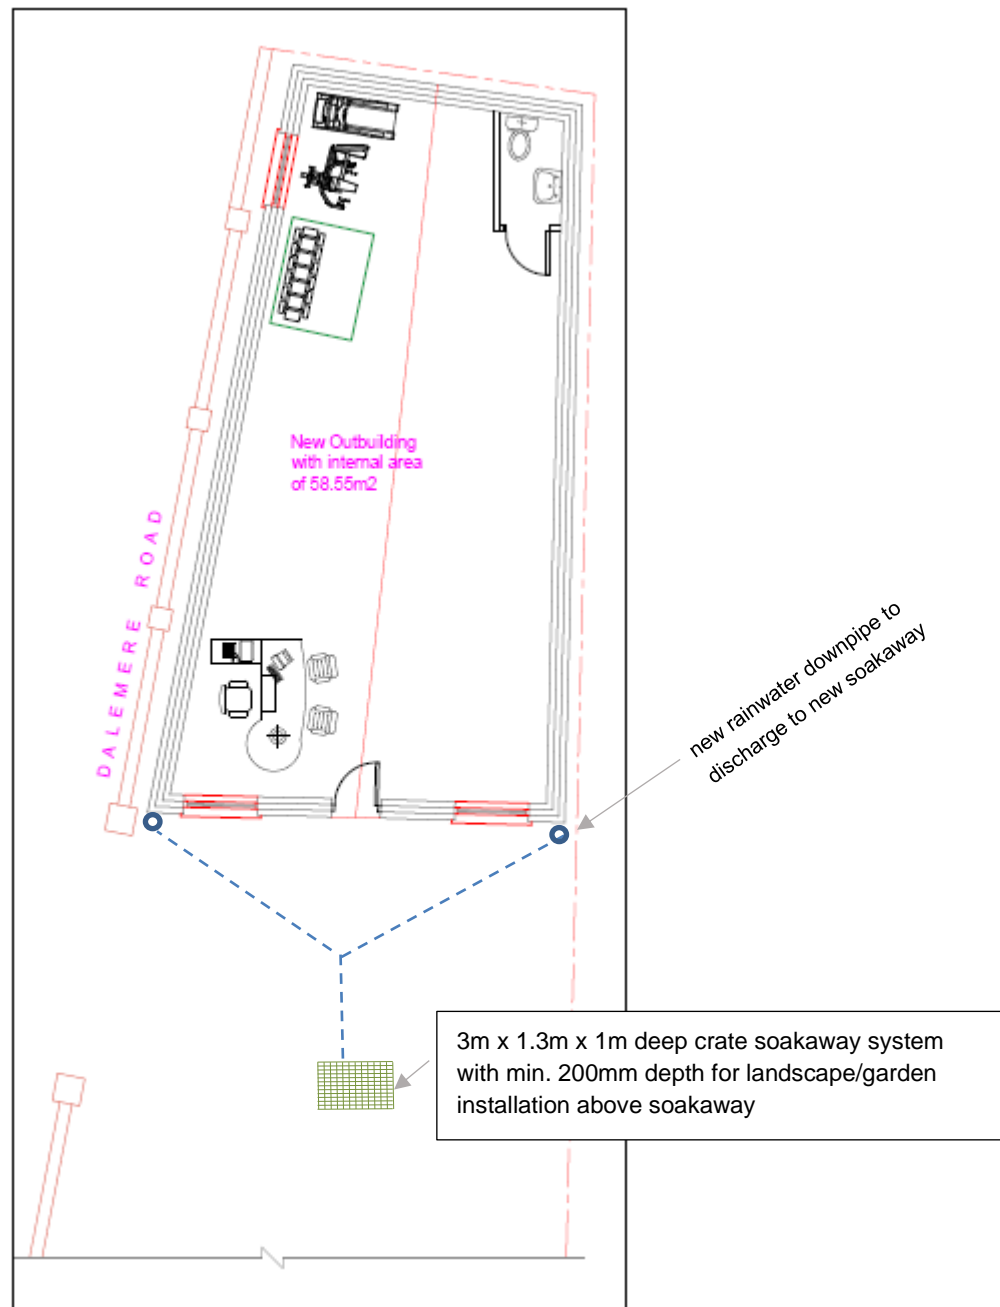 New Outbuilding
with internal area
of 58.55m2
DALEMERE ROAD
new rainwater downpipe to
discharge to new soakaway
3m x 1.3m x 1m deep crate soakaway system
with min. 200mm depth for landscape/garden
installation above soakaway